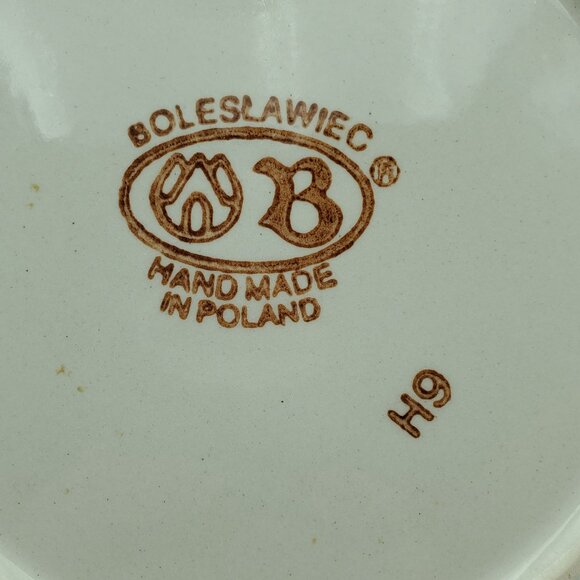 BOLESŁAWIEC
B ®
HAND MADE
IN POLAND
H9